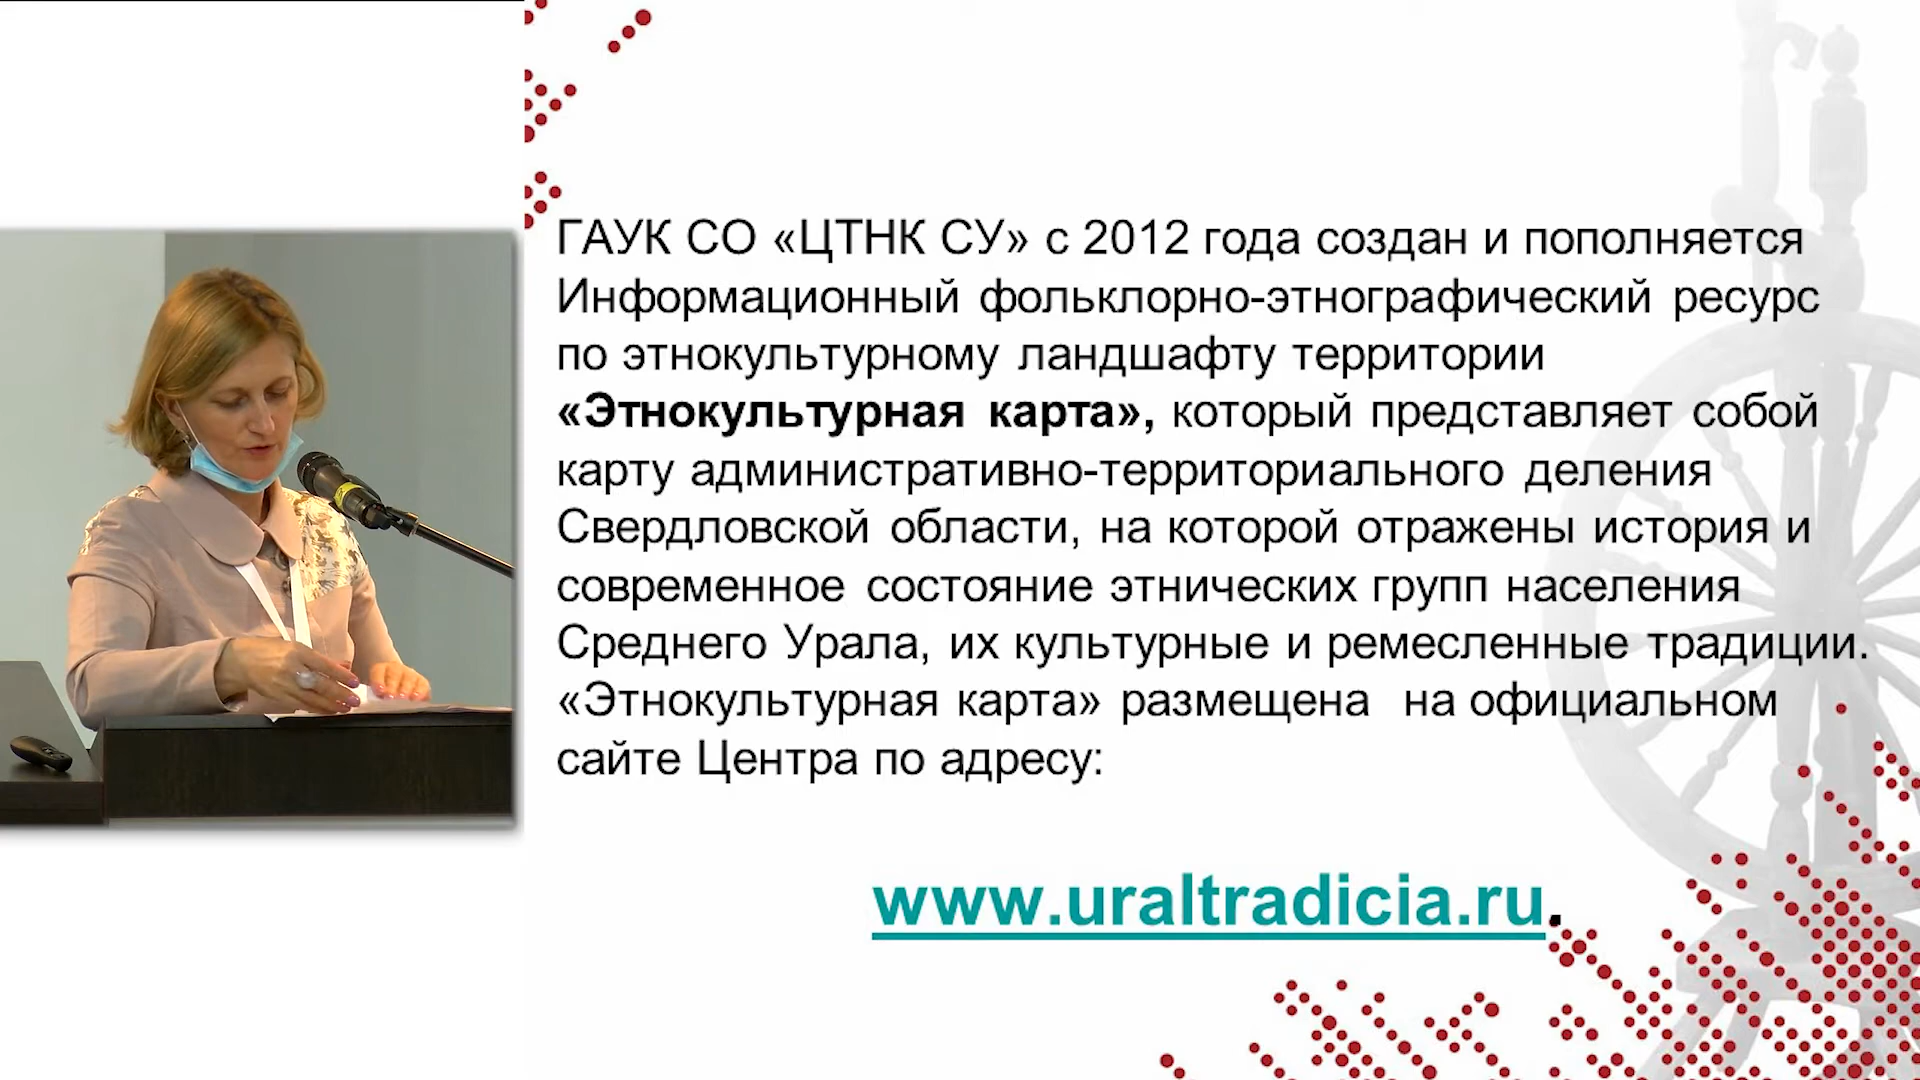 ГАУК СО «ЦТНК СУ» с 2012 года создан и пополняется
Информационный фольклорно-этнографический ресурс
по этнокультурному ландшафту территории
«Этнокультурная карта», который представляет собой
карту административно-территориального деления
Свердловской области, на которой отражены история и
современное состояние этнических групп населения
Среднего Урала, их культурные и ремесленные традиции.
«Этнокультурная карта» размещена на официальном
сайте Центра по адресу:
www.uraltradicia.ru.